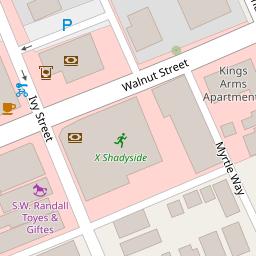 P
Walnut Street
Kings
Arms
Apartment
Ivy Street
X Shadyside
Myrtle Way
S.W. Randall
Toyes &
Giftes